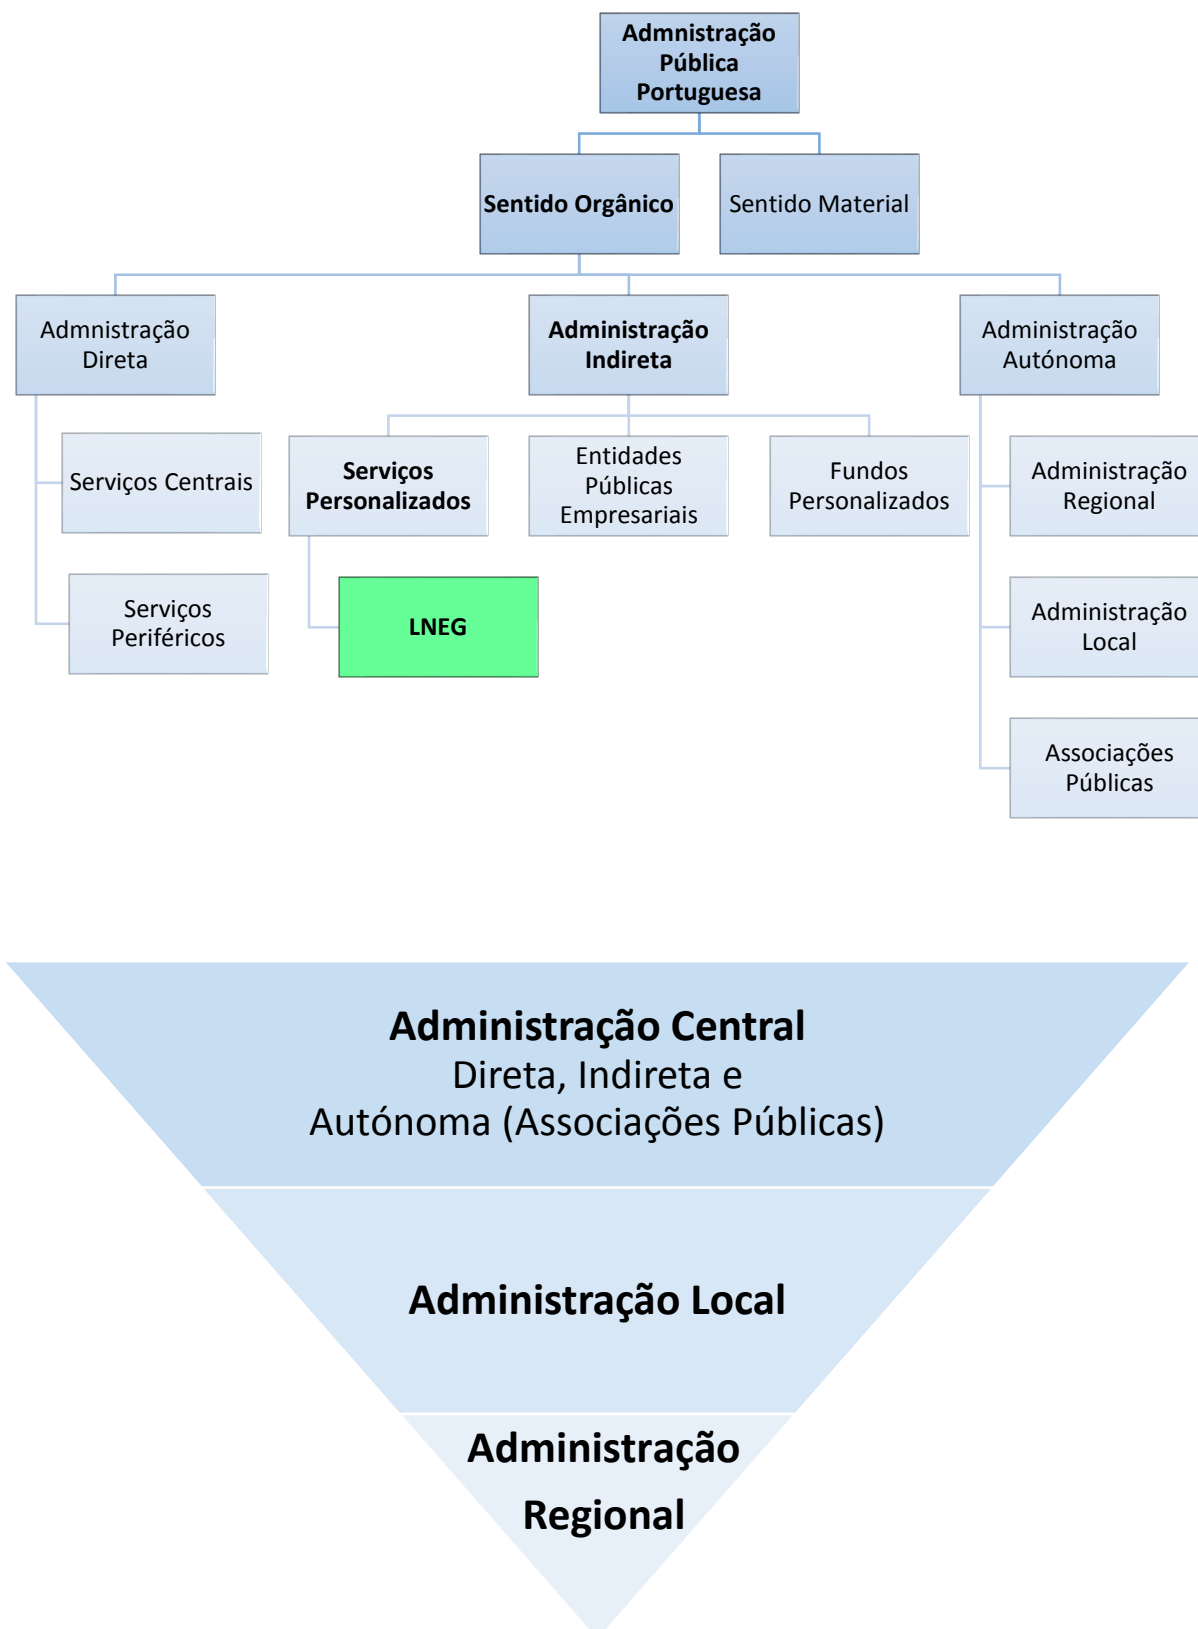 Admnistração
Pública
Portuguesa
Sentido Orgânico
Sentido Material
Admnistração
Direta
Administração
Indireta
Administração
Autónoma
Serviços Centrais
Serviços
Periféricos
Serviços
Personalizados
LNEG
Entidades
Públicas
Empresariais
Fundos
Personalizados
Administração
Regional
Administração
Local
Associações
Públicas
Administração Central
Direta, Indireta e
Autónoma (Associações Públicas)
Administração Local
Administração
Regional